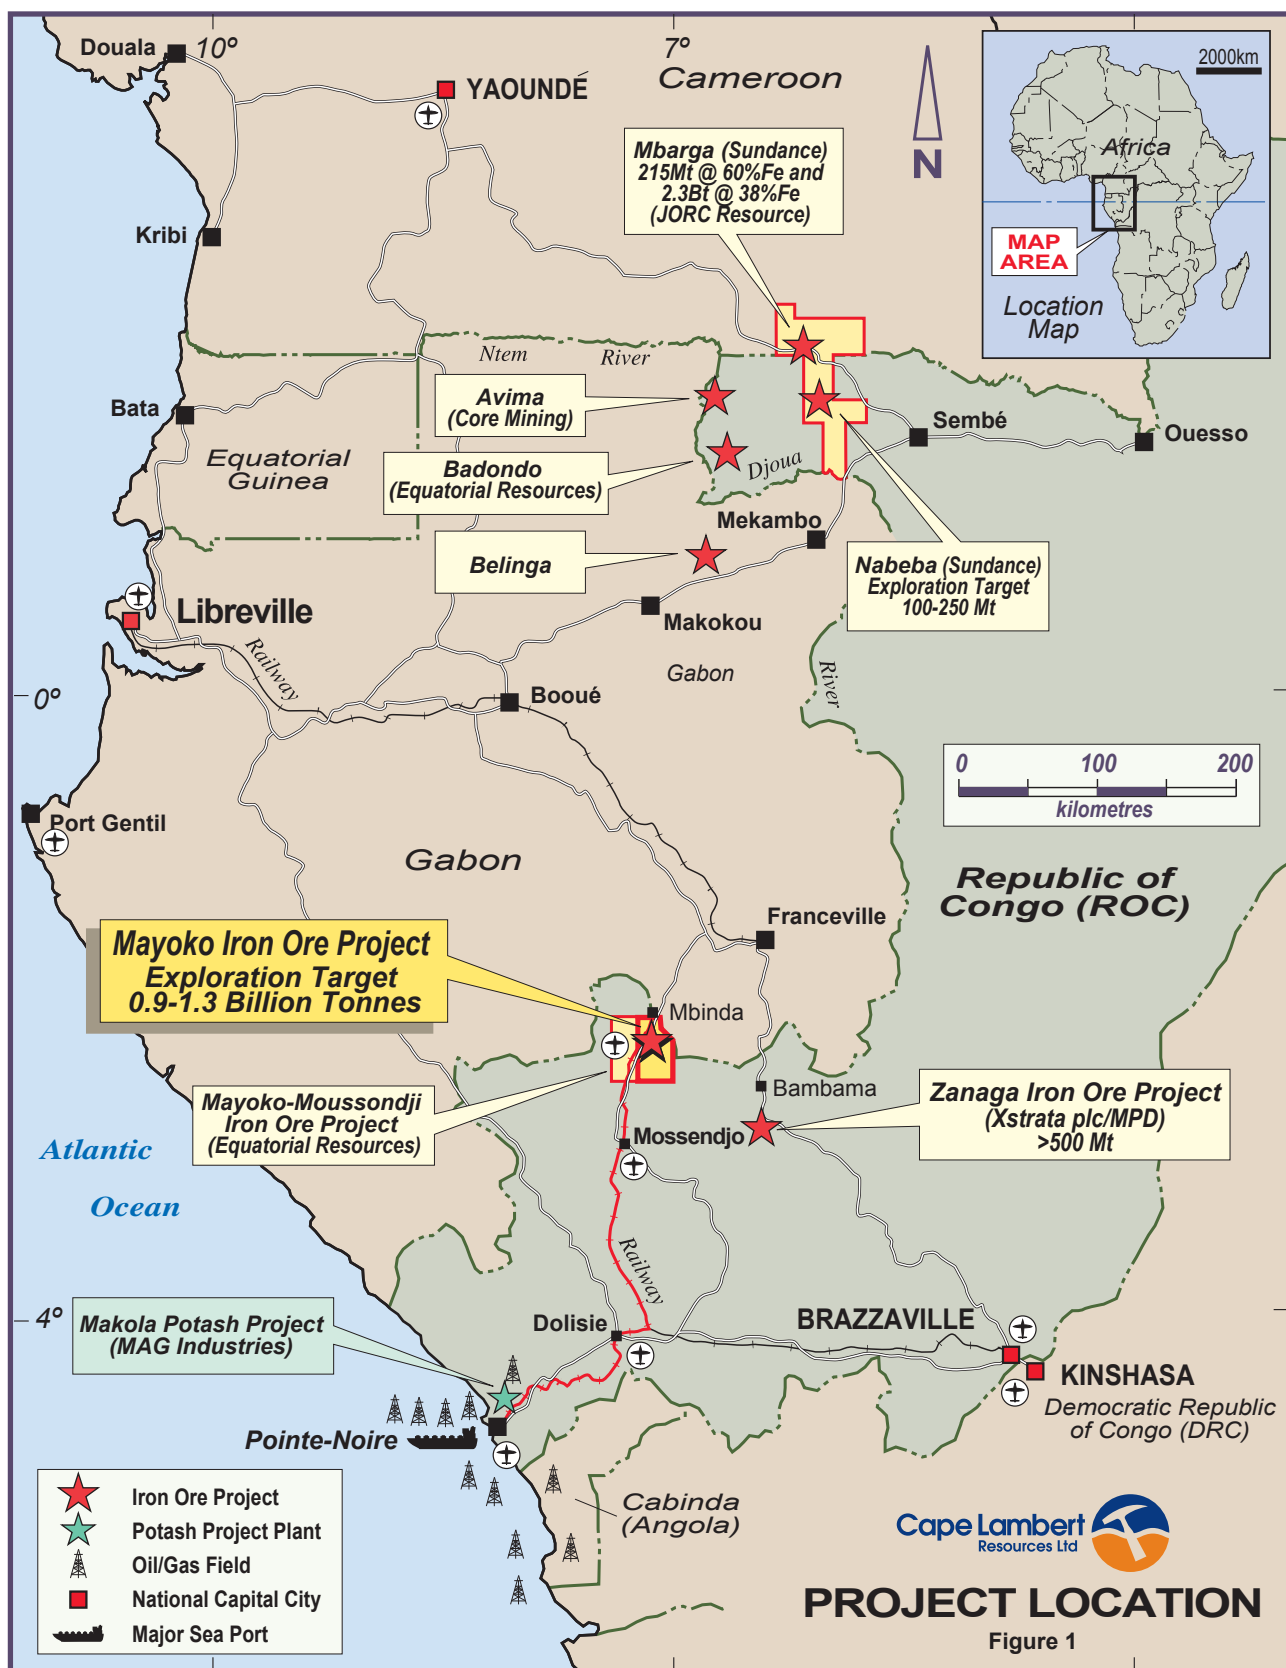 Douala
10º
7º
Cameroon
YAOUNDÉ
N
2000km
Africa
MAP
AREA
Location
Map
Mbarga (Sundance)
215Mt @ 60%Fe and
2.3Bt @ 38%Fe
(JORC Resource)
Kribi
Ntem
River
Avima
(Core Mining)
Bata
Sembé
Ouesso
Equatorial
Guinea
Badondo
(Equatorial Resources)
Djoua
Mekambo
Belinga
Nabeba (Sundance)
Exploration Target
100-250 Mt
Libreville
Makokou
Railway
Gabon
River
0º
Booué
0
100
200
kilometres
Port Gentil
Gabon
Republic of
Congo (ROC)
Franceville
Mayoko Iron Ore Project
Exploration Target
0.9-1.3 Billion Tonnes
Mbinda
Bambama
Mayoko-Moussondji
Iron Ore Project
(Equatorial Resources)
Zanaga Iron Ore Project
(Xstrata plc/MPD)
>500 Mt
Mossendjo
Atlantic
Ocean
Railway
4º
Makola Potash Project
(MAG Industries)
Dolisie
BRAZZAVILLE
KINSHASA
Democratic Republic
of Congo (DRC)
Pointe-Noire
Iron Ore Project
Potash Project Plant
Oil/Gas Field
National Capital City
Major Sea Port
Cabinda
(Angola)
Cape Lambert
Resources Ltd
PROJECT LOCATION
Figure 1